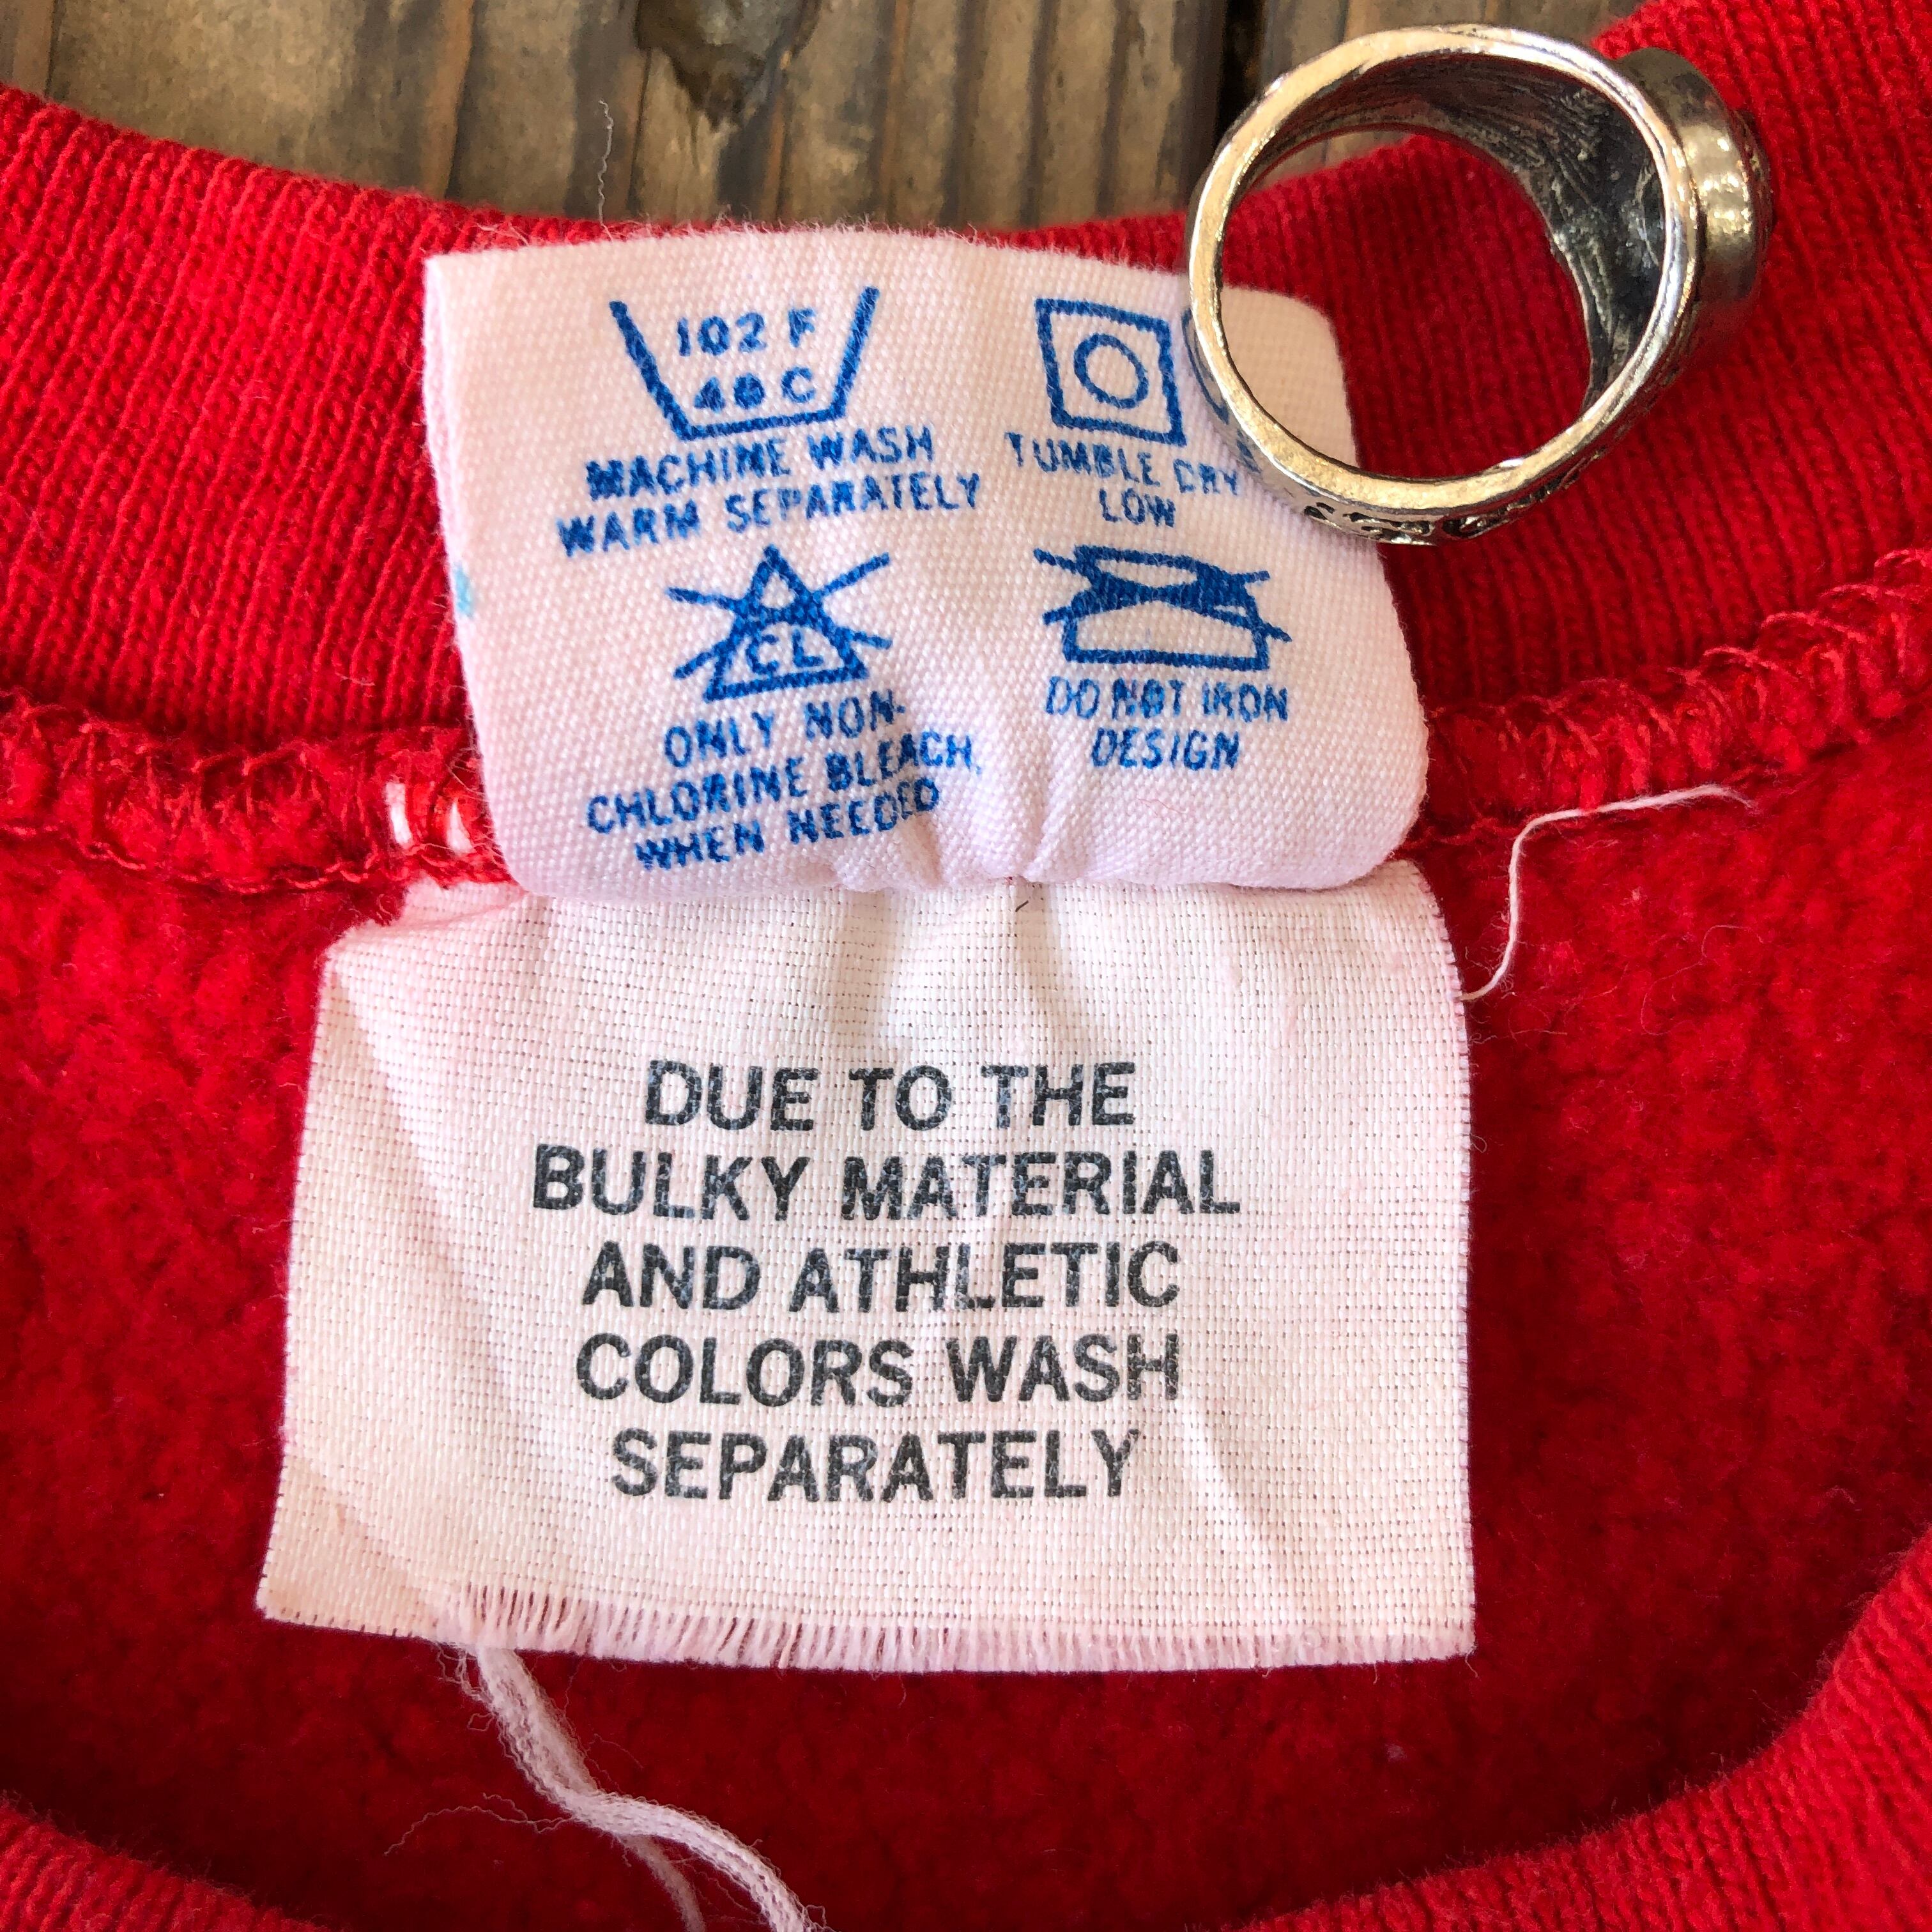 102 F
40 C
MACHINE WASH
WARM SEPARATELY
TUMBLE DRY
LOW
CL
ONLY NON-
CHLORINE BLEACH
WHEN NEEDED
DO NOT IRON
DESIGN
DUE TO THE
BULKY MATERIAL
AND ATHLETIC
COLORS WASH
SEPARATELY